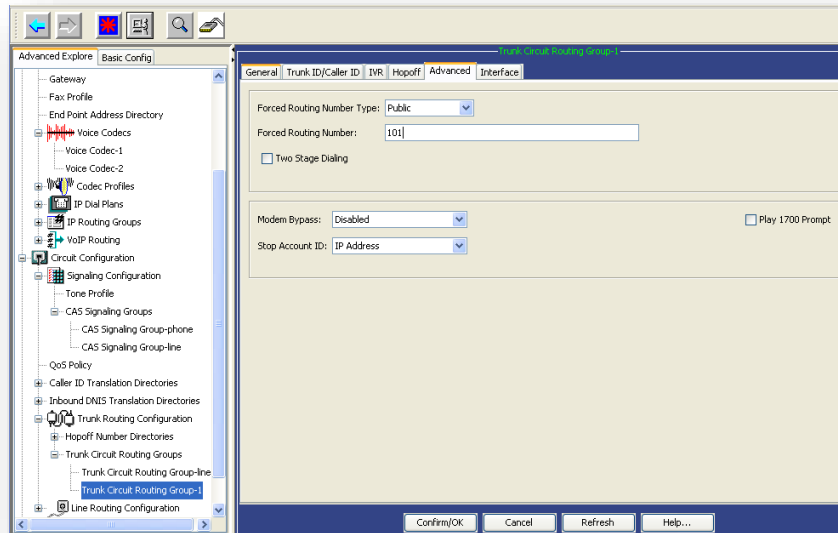 Advanced Explore
Basic Config
Gateway
Fax Profile
End Point Address Directory
Voice Codecs
Voice Codec-1
Voice Codec-2
Codec Profiles
IP Dial Plans
IP Routing Groups
VoIP Routing
Circuit Configuration
Signaling Configuration
Tone Profile
CAS Signaling Groups
CAS Signaling Group-phone
CAS Signaling Group-line
QoS Policy
Caller ID Translation Directories
Inbound DNIS Translation Directories
Trunk Routing Configuration
Hopoff Number Directories
Trunk Circuit Routing Groups
Trunk Circuit Routing Group-line
Trunk Circuit Routing Group-1
Line Routing Configuration
Trunk Circuit Routing Group-1
General
Trunk ID/Caller ID
IVR
Hopoff
Advanced
Interface
Forced Routing Number Type: Public
Forced Routing Number: 101
Two Stage Dialing
Modem Bypass: Disabled
Play 1700 Prompt
Stop Account ID: IP Address
Confirm/OK
Cancel
Refresh
Help...